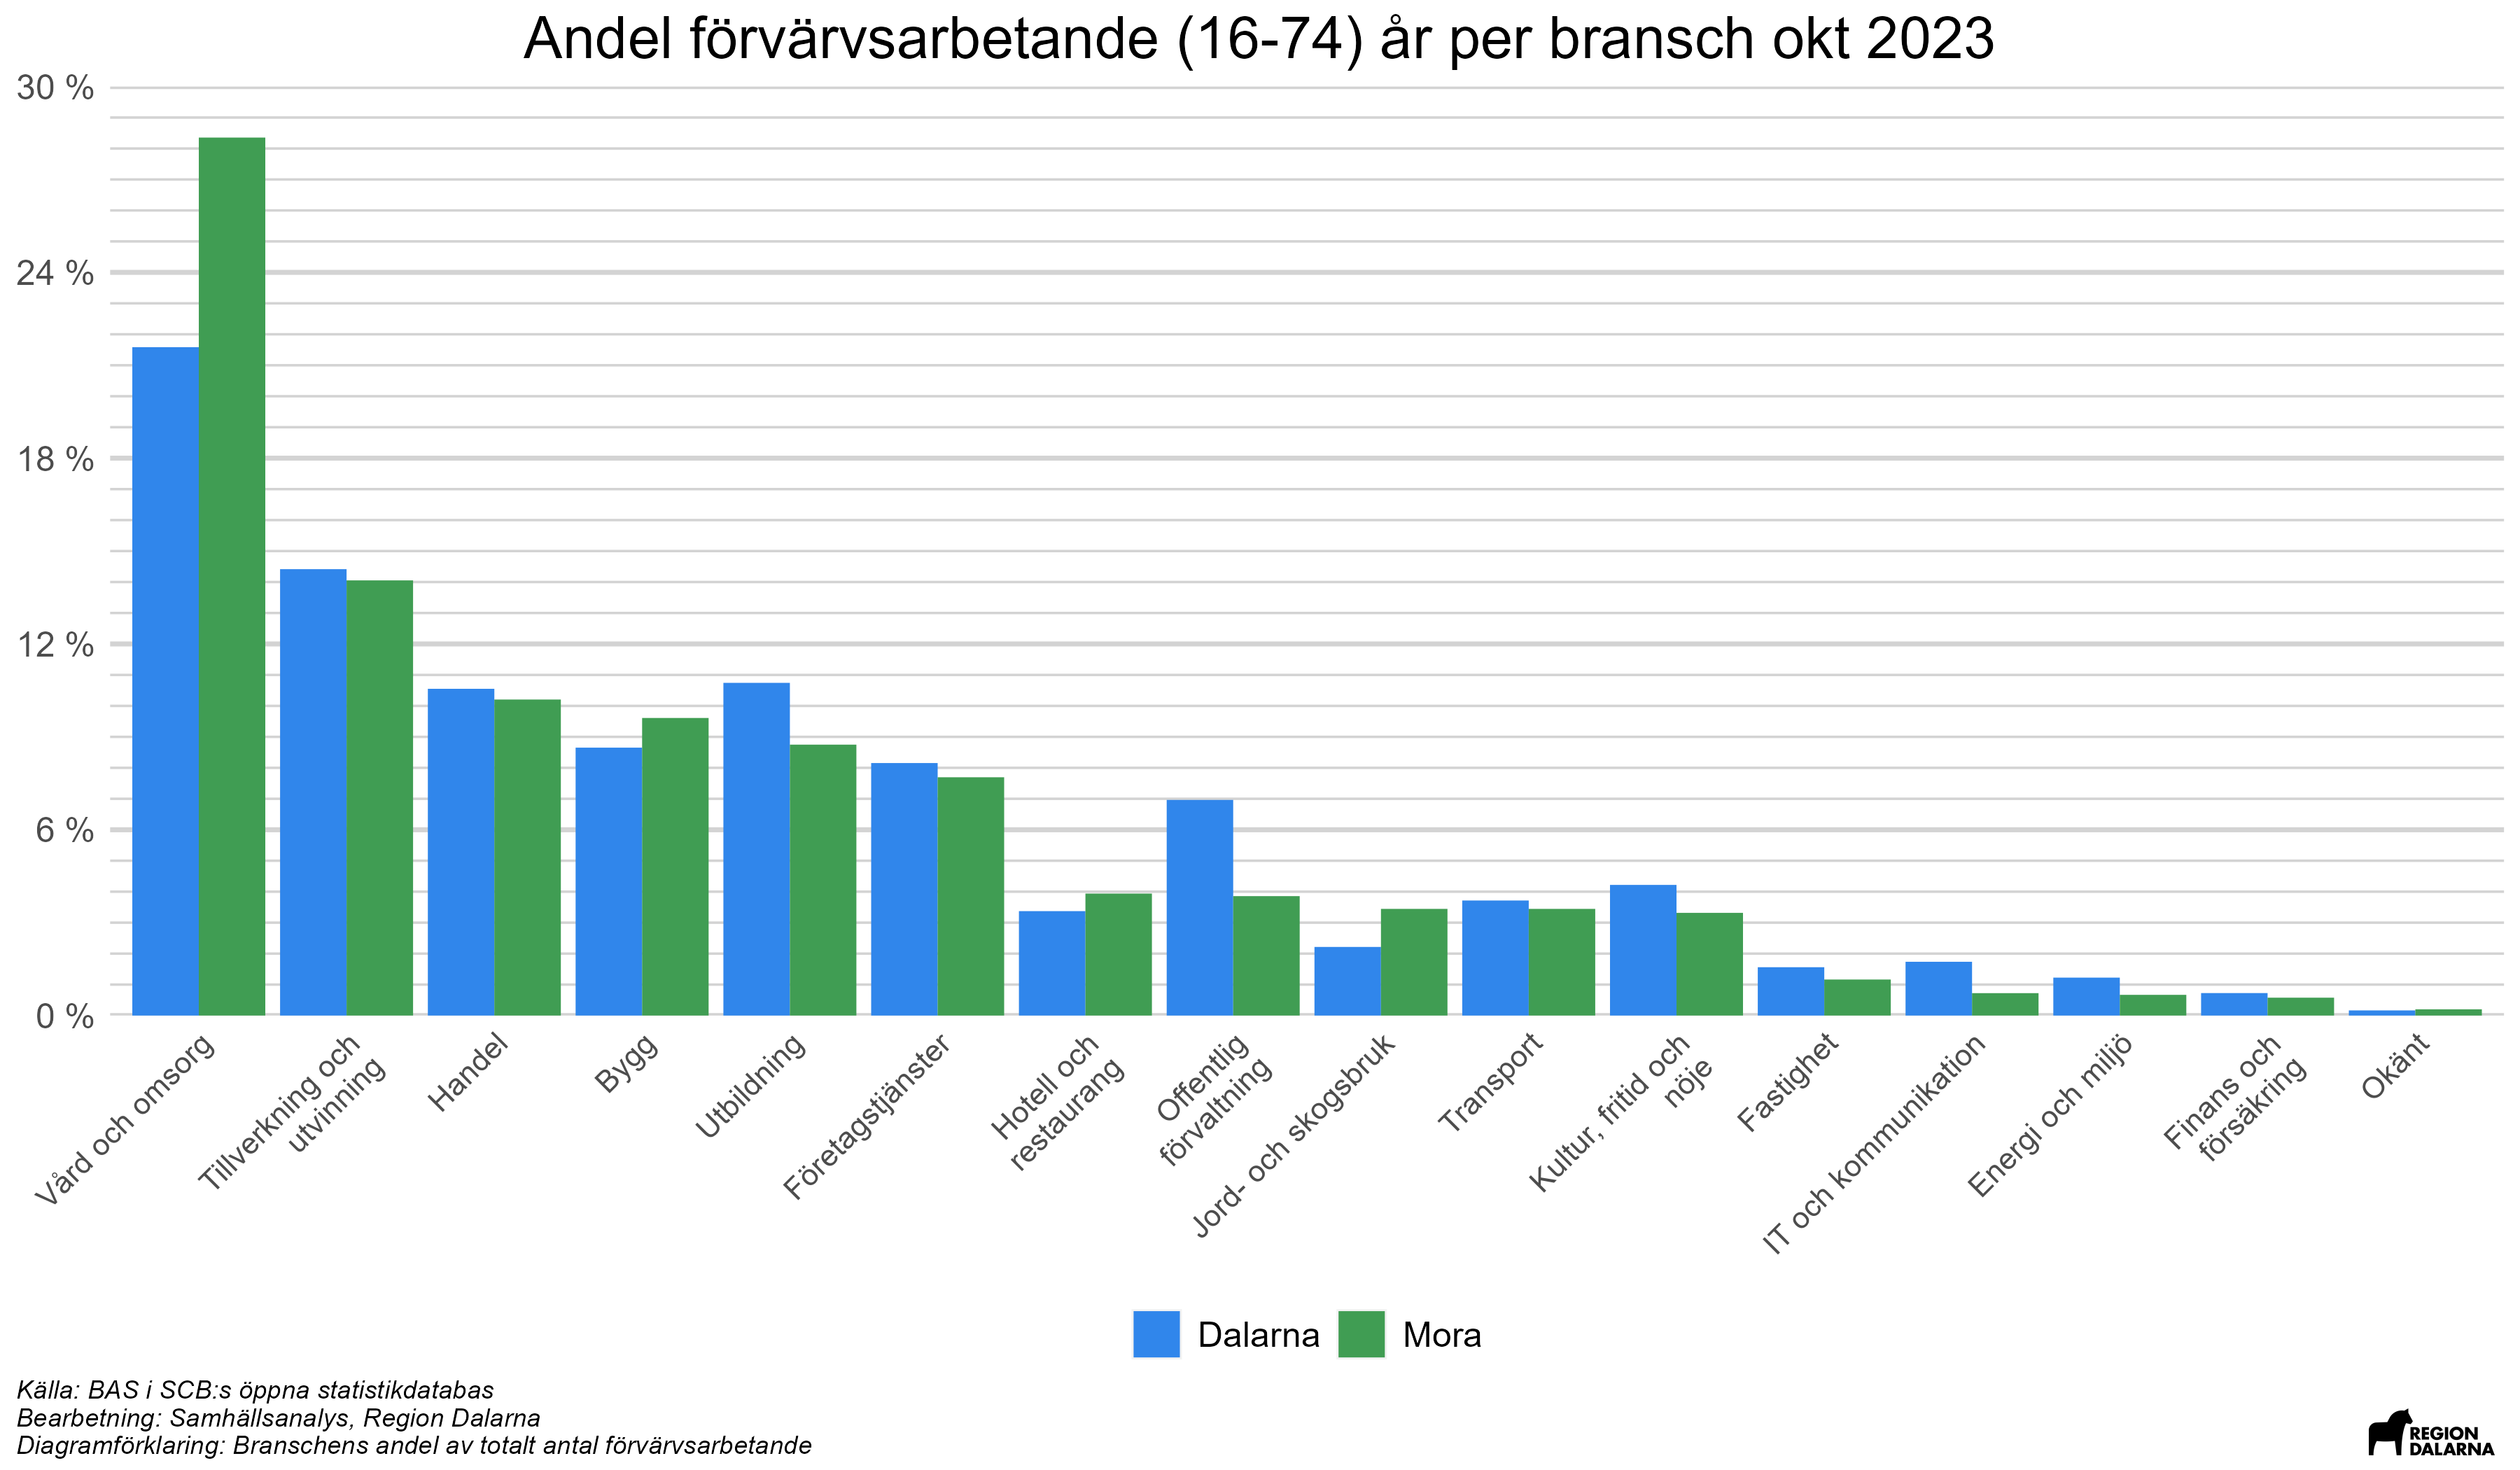 Andel förvärvsarbetande (16-74) år per bransch okt 2023
30 %
24 %
18 %
12 %
6 %
0 %
Vård och omsorg
Tillverkning och
utvinning
Handel
Bygg
Utbildning
Företagstjänster
Hotell och
restaurang
Offentlig
förvaltning
Jord- och skogsbruk
Transport
Kultur, fritid och
nöje
Fastighet
IT och kommunikation
Energi och miljö
Finans och
försäkring
Okänt
Dalarna
Mora
Källa: BAS i SCB:s öppna statistikdatabas
Bearbetning: Samhällsanalys, Region Dalarna
Diagramförklaring: Branschens andel av totalt antal förvärvsarbetande
REGION
DALARNA